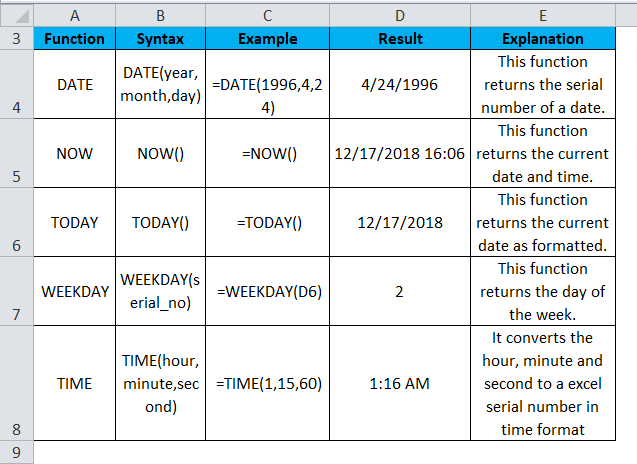 A B C D E
3 Function Syntax Example Result Explanation
This function
DATE(year,
DATE =DATE(1996,4,2 4/24/1996 returns the serial
month,day)
4 4) number of a date.
This function
NOW NOW() =NOW() 12/17/2018 16:06 returns the current
5 date and time.
This function
TODAY TODAY() =TODAY() 12/17/2018 returns the current
6 date as formatted.
This function
WEEKDAY(s
WEEKDAY =WEEKDAY(D6) 2 returns the day of
erial_no)
7 the week.
It converts the
TIME(hour, hour, minute and
TIME minute,sec =TIME(1,15,60) 1:16 AM second to a excel
ond) serial number in
8 time format
9